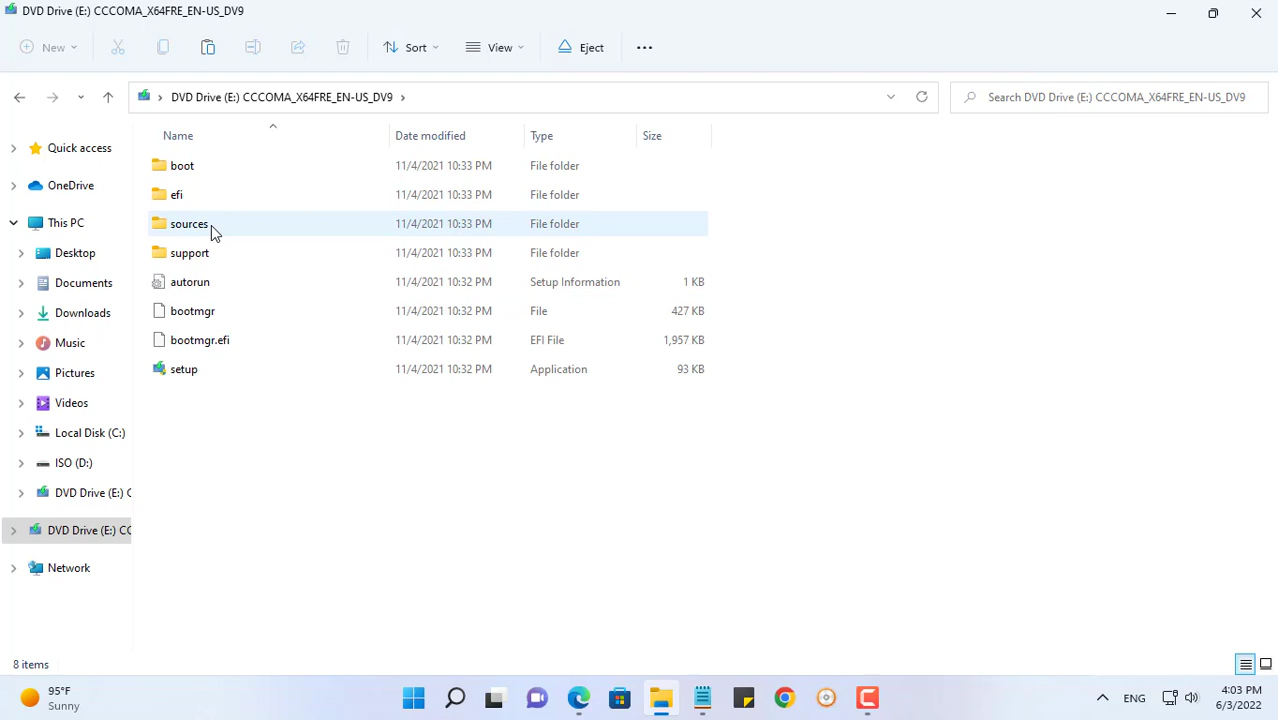 DVD Drive (E:) CCCOMA_X64FRE_EN-US_DV9
New
Sort
View
Eject
DVD Drive (E:) CCCOMA_X64FRE_EN-US_DV9
Search DVD Drive (E:) CCCOMA_X64FRE_EN-US_DV9
Name Date modified Type Size
Quick access
OneDrive
This PC
Desktop
Documents
Downloads
Music
Pictures
Videos
Local Disk (C:)
ISO (D:)
DVD Drive (E:) C
DVD Drive (E:) CC
Network
boot 11/4/2021 10:33 PM File folder
efi 11/4/2021 10:33 PM File folder
sources 11/4/2021 10:33 PM File folder
support 11/4/2021 10:33 PM File folder
autorun 11/4/2021 10:32 PM Setup Information 1 KB
bootmgr 11/4/2021 10:32 PM File 427 KB
bootmgr.efi 11/4/2021 10:32 PM EFI File 1,957 KB
setup 11/4/2021 10:32 PM Application 93 KB
8 items
95°F
Sunny
ENG
4:03 PM
6/3/2022